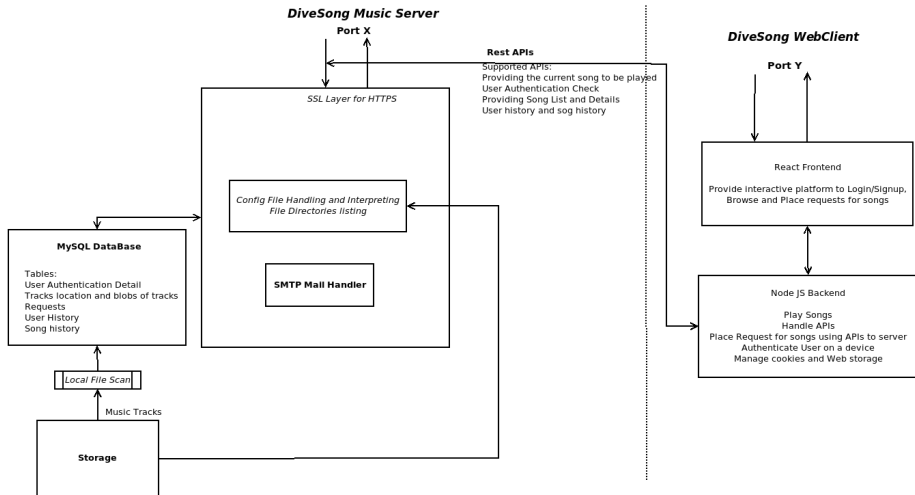 DiveSong Music Server
Port X
Rest APIs
Supported APIs:
Providing the current song to be played
User Authentication Check
Providing Song List and Details
User history and sog history
SSL Layer for HTTPS
Config File Handling and Interpreting
File Directories listing
SMTP Mail Handler
MySQL DataBase
Tables:
User Authentication Detail
Tracks location and blobs of tracks
Requests
User History
Song history
Local File Scan
Music Tracks
Storage
DiveSong WebClient
Port Y
React Frontend
Provide interactive platform to Login/Signup,
Browse and Place requests for songs
Node JS Backend
Play Songs
Handle APIs
Place Request for songs using APIs to server
Authenticate User on a device
Manage cookies and Web storage